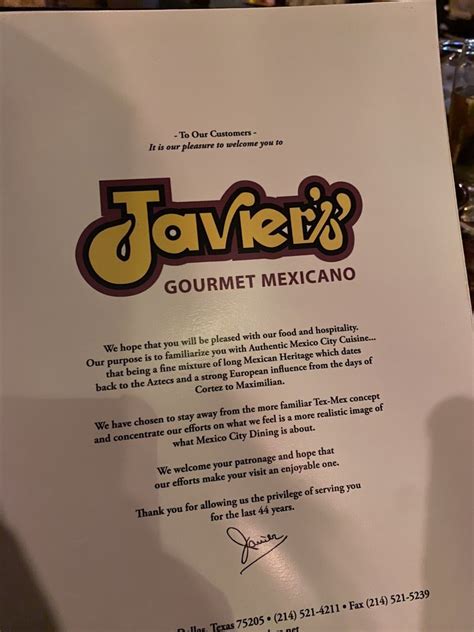 - To Our Customers -
It is our pleasure to welcome you to
Javier's
GOURMET MEXICANO
We hope that you will be pleased with our food and hospitality.
Our purpose is to familiarize you with Authentic Mexico City Cuisine...
that being a fine mixture of long Mexican Heritage which dates
back to the Aztecs and a strong European influence from the days of
Cortez to Maximilian.
We have chosen to stay away from the more familiar Tex-Mex concept
and concentrate our efforts on what we feel is a more realistic image of
what Mexico City Dining is about.
We welcome your patronage and hope that
our efforts make your visit an enjoyable one.
Thank you for allowing us the privilege of serving you
for the last 44 years.
Javier
Dallas, Texas 75205 • (214) 521-4211 • Fax (214) 521-5239
.net